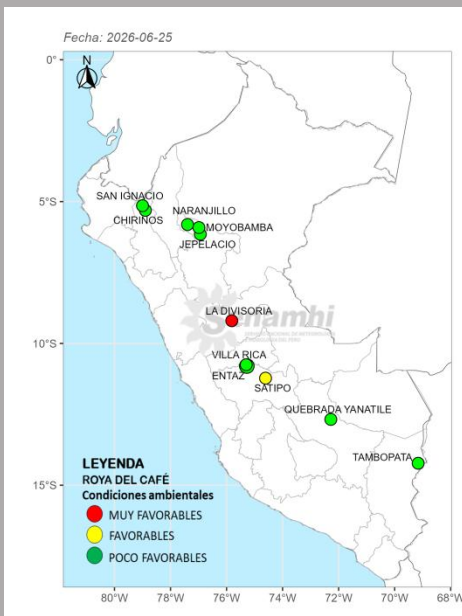 Fecha: 2026-06-25
N
0°
5°S
10°S
15°S
SAN IGNACIO
CHIRINOS
NARANJILLO
MOYOBAMBA
JEPELACIO
LA DIVISORIA
Senamhi
VILLA RICA
ENTAZ
SATIPO
QUEBRADA YANATILE
TAMBOPATA
LEYENDA
ROYA DEL CAFÉ
Condiciones ambientales
MUY FAVORABLES
FAVORABLES
POCO FAVORABLES
80°W 78°W 76°W 74°W 72°W 70°W 68°W